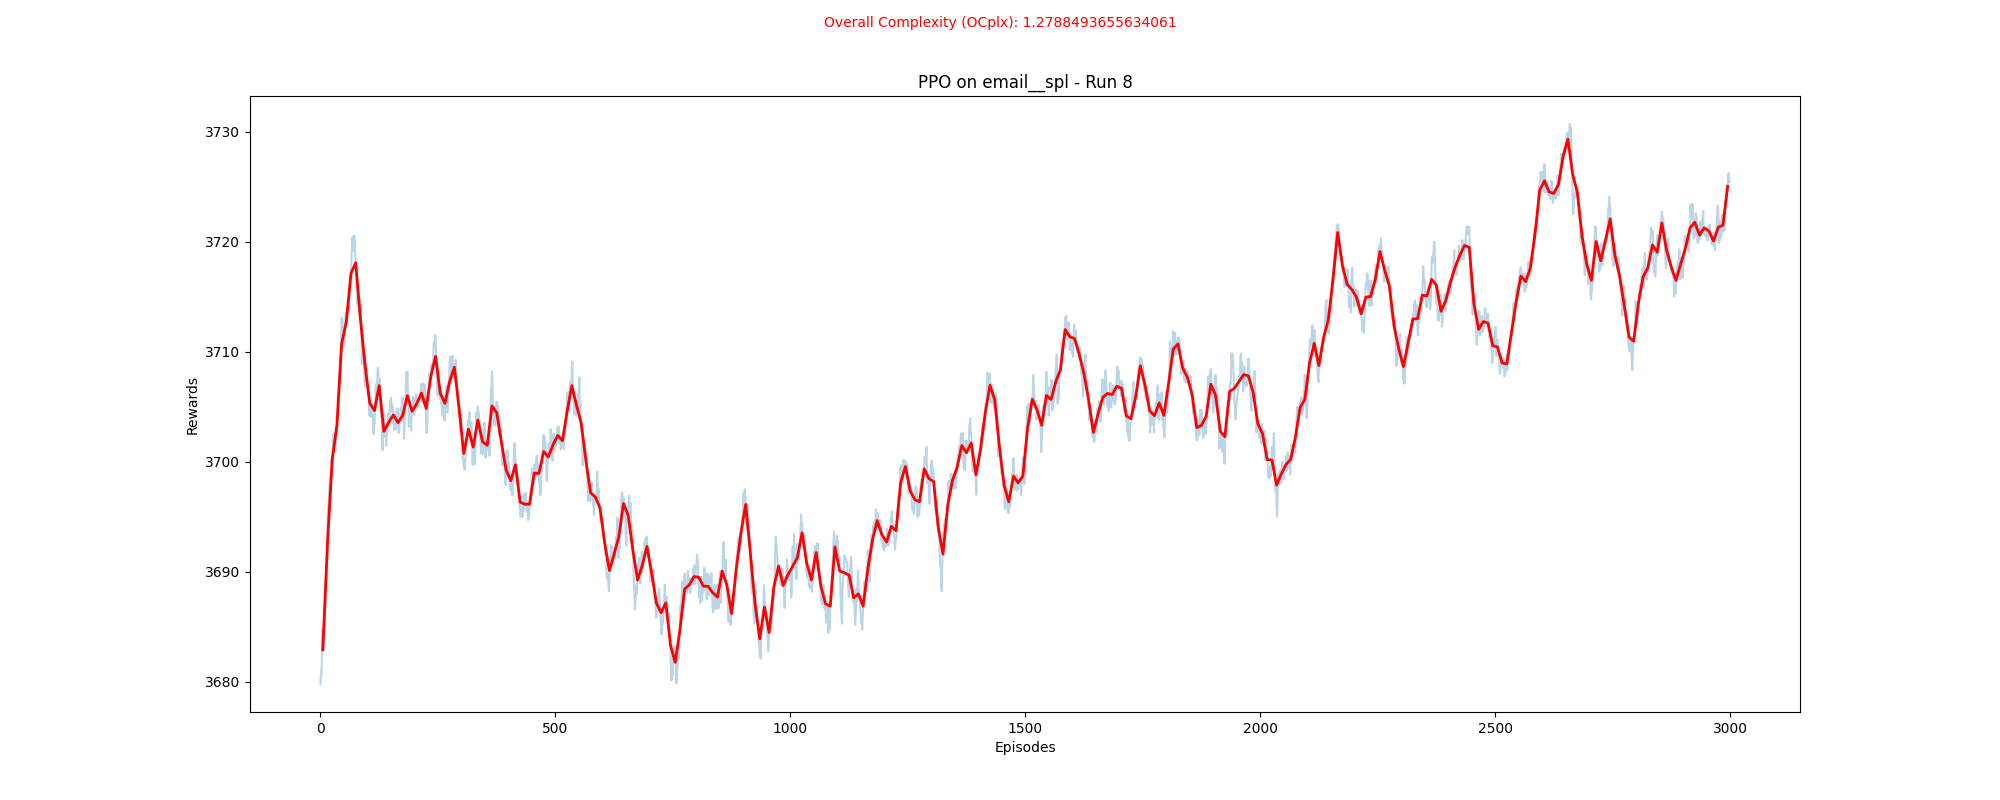 Overall Complexity (OCplx): 1.2788493655634061
PPO on email__spl - Run 8
3730
3720
3710
3700
3690
3680
Rewards
0 500 1000 1500 2000 2500 3000
Episodes